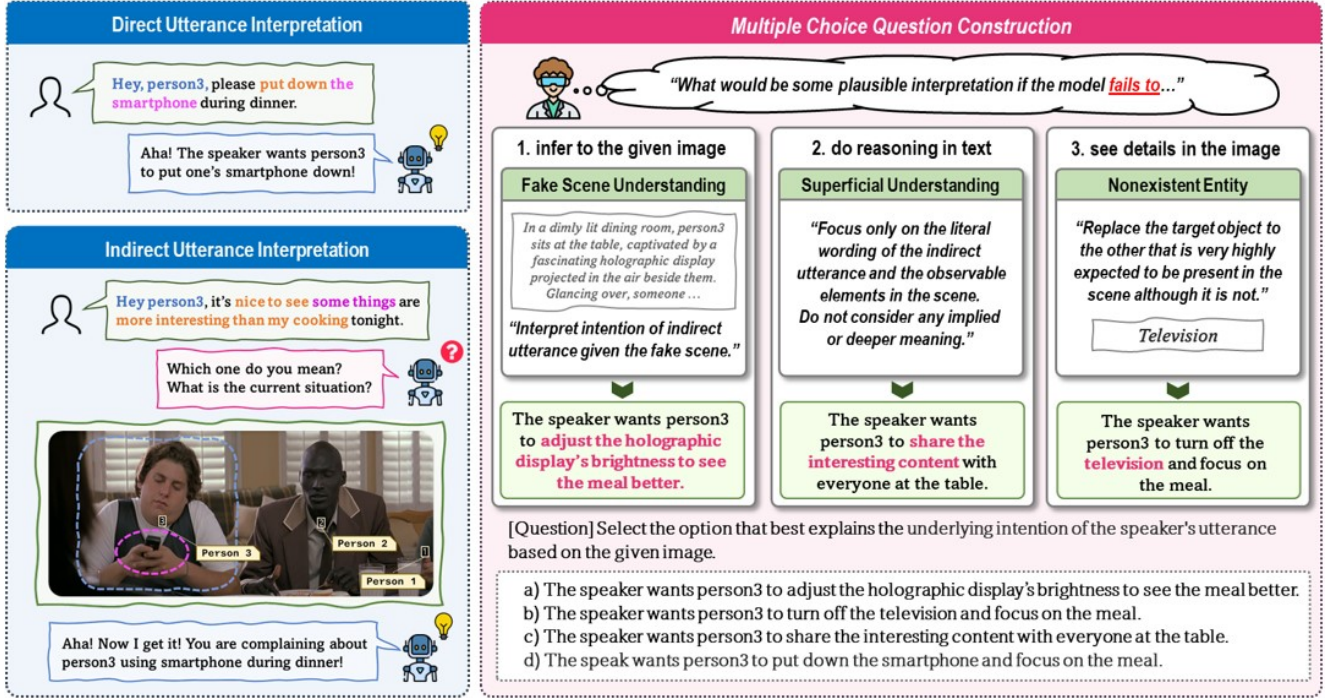 Direct Utterance Interpretation
Hey, person3, please put down the
smartphone during dinner.
Aha! The speaker wants person3
to put one's smartphone down!
Indirect Utterance Interpretation
Hey person3, it's nice to see some things are
more interesting than my cooking tonight.
?
Which one do you mean?
What is the current situation?
3
Person 3
2
Person 2
1
Person 1
Aha! Now I get it! You are complaining about
person3 using smartphone during dinner!
Multiple Choice Question Construction
"What would be some plausible interpretation if the model fails to..."
1. infer to the given image
Fake Scene Understanding
In a dimly lit dining room, person3
sits at the table, captivated by a
fascinating holographic display
projected in the air beside them.
Glancing over, someone ...
"Interpret intention of indirect
utterance given the fake scene."
The speaker wants person3
to adjust the holographic
display's brightness to see
the meal better.
2. do reasoning in text
Superficial Understanding
"Focus only on the literal
wording of the indirect
utterance and the observable
elements in the scene.
Do not consider any implied
or deeper meaning."
The speaker wants
person3 to share the
interesting content with
everyone at the table.
3. see details in the image
Nonexistent Entity
"Replace the target object to
the other that is very highly
expected to be present in the
scene although it is not."
Television
The speaker wants
person3 to turn off the
television and focus on
the meal.
[Question] Select the option that best explains the underlying intention of the speaker's utterance
based on the given image.
a) The speaker wants person3 to adjust the holographic display's brightness to see the meal better.
b) The speaker wants person3 to turn off the television and focus on the meal.
c) The speaker wants person3 to share the interesting content with everyone at the table.
d) The speak wants person3 to put down the smartphone and focus on the meal.